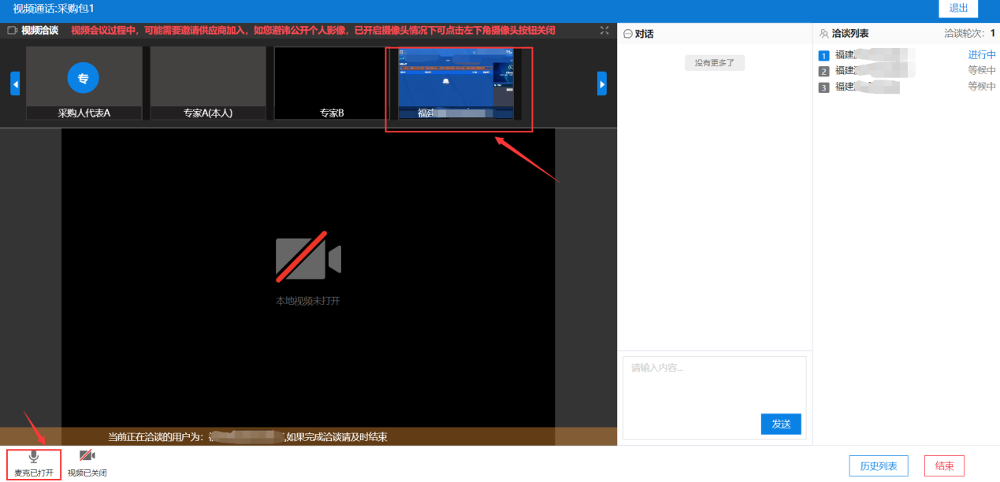 视频通话:采购包1
退出
视频洽谈 视频会议过程中，可能需要邀请供应商加入，如您避讳公开个人影像，已开启摄像头情况下可点击左下角摄像头按钮关闭
专
采购人代表A
专家A(本人)
专家B
福建
本地视频未打开
当前正在洽谈的用户为: ,如果完成洽谈请及时结束
麦克已打开
视频已关闭
对话
没有更多了
请输入内容...
发送
洽谈列表 洽谈轮次: 1
1 福建 进行中
2 福建 等候中
3 福建 等候中
历史列表
结束